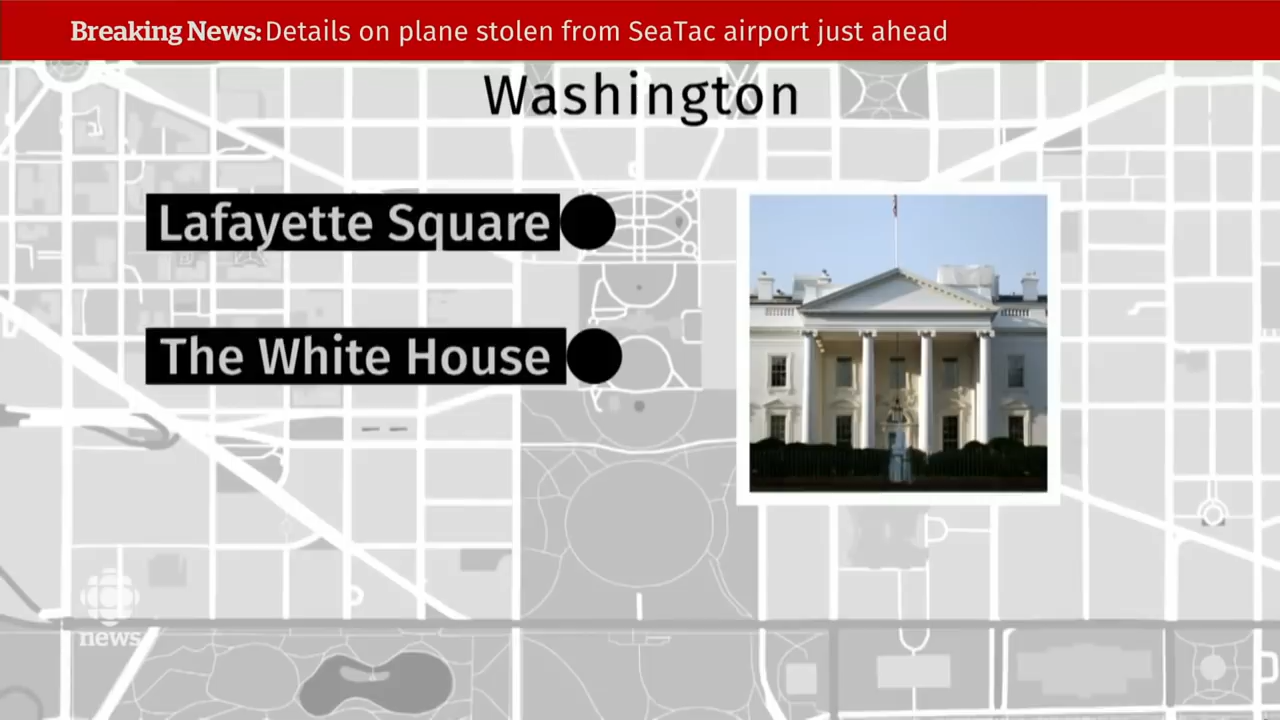 Breaking News: Details on plane stolen from SeaTac airport just ahead
Washington
Lafayette Square
The White House
news